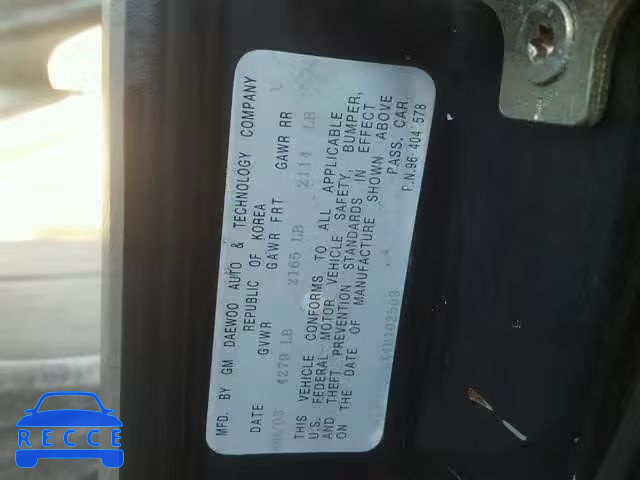 MFD. BY GM DAEWOO AUTO & TECHNOLOGY COMPANY
REPUBLIC OF KOREA
DATE GVWR GAWR FRT GAWR RR
4279 LB 2165 LB 2114 LB
THIS VEHICLE CONFORMS TO ALL APPLICABLE
U.S. FEDERAL MOTOR VEHICLE SAFETY, BUMPER,
AND THEFT PREVENTION STANDARDS IN EFFECT
ON THE DATE OF MANUFACTURE SHOWN ABOVE
PASS, CAR
P.N.96 404 578
RECCE